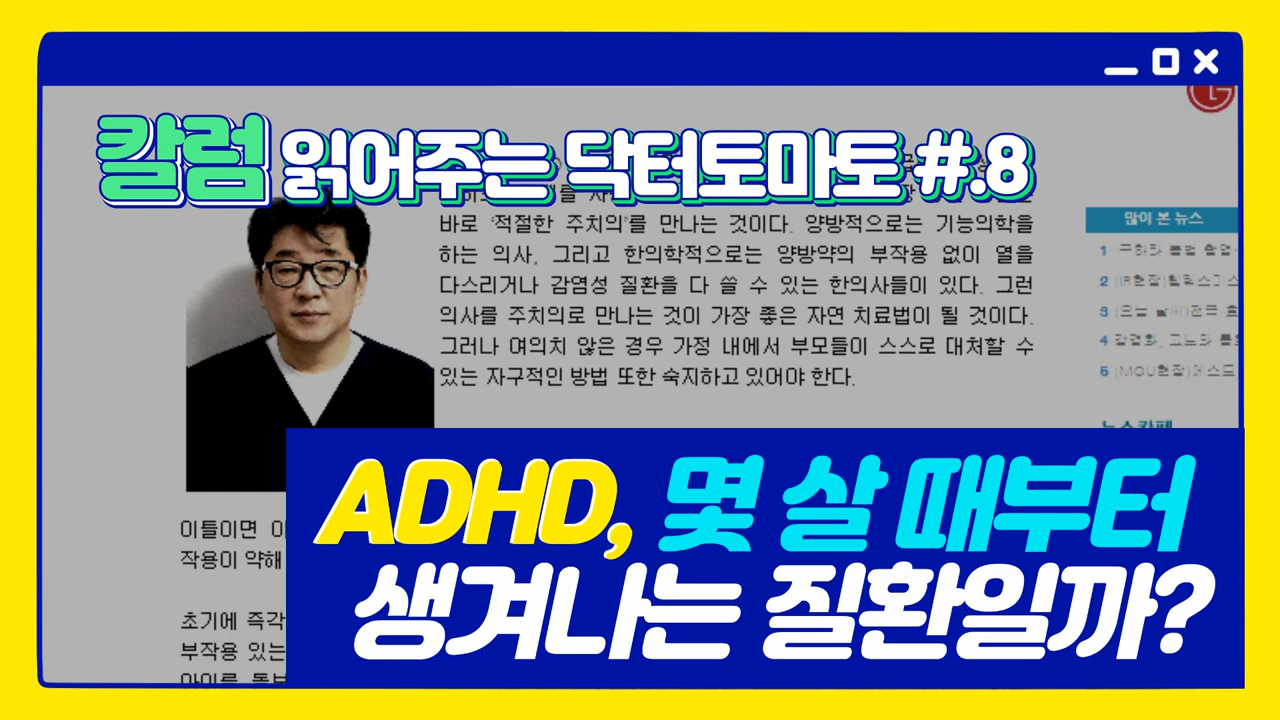 칼럼 읽어주는 닥터토마토 #.8
바로 '적절한 주치의'를 만나는 것이다. 양방적으로는 기능의학을
하는 의사, 그리고 한의학적으로는 양방약의 부작용 없이 열을
다스리거나 감염성 질환을 다 쓸 수 있는 한의사들이 있다. 그런
의사를 주치의로 만나는 것이 가장 좋은 자연 치료법이 될 것이다.
그러나 여의치 않은 경우 가정 내에서 부모들이 스스로 대처할 수
있는 자구적인 방법 또한 숙지하고 있어야 한다.
많이 본 뉴스
1
2
3
4
5
뉴스카페
ADHD, 몇 살 때부터
생겨나는 질환일까?
이들이면
작용이 약해
초기에 즉각
부작용 있는